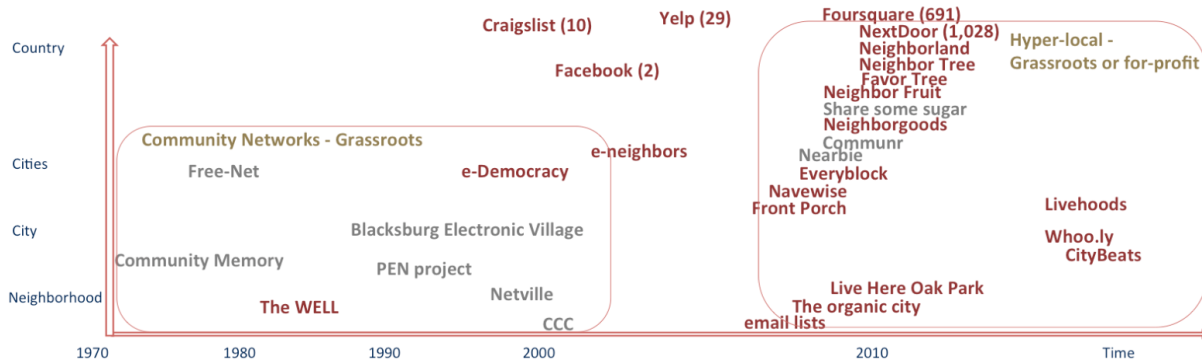 Craigslist (10)
Yelp (29)
Foursquare (691)
NextDoor (1,028)
Hyper-local -
Grassroots or for-profit
Country
Neighborland
Neighbor Tree
Facebook (2)
Favor Tree
Neighbor Fruit
Share some sugar
Neighborgoods
Community Networks - Grassroots
Communr
e-neighbors
Nearbie
Cities
Free-Net
e-Democracy
Everyblock
Navewise
Front Porch
Livehoods
City
Blacksburg Electronic Village
Whoo.ly
CityBeats
Community Memory
PEN project
Live Here Oak Park
Neighborhood
The WELL
Netville
The organic city
CCC
email lists
1970
1980
1990
2000
2010
Time